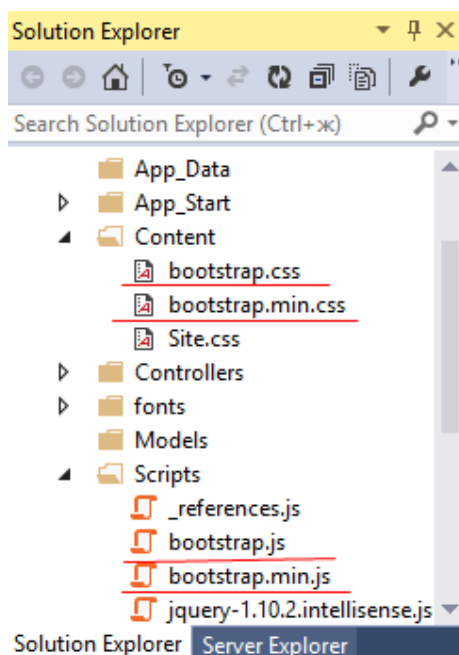 Solution Explorer
Search Solution Explorer (Ctrl+ж)
App_Data
App_Start
Content
bootstrap.css
bootstrap.min.css
Site.css
Controllers
fonts
Models
Scripts
_references.js
bootstrap.js
bootstrap.min.js
jquery-1.10.2.intellisense.js
Solution Explorer Server Explorer